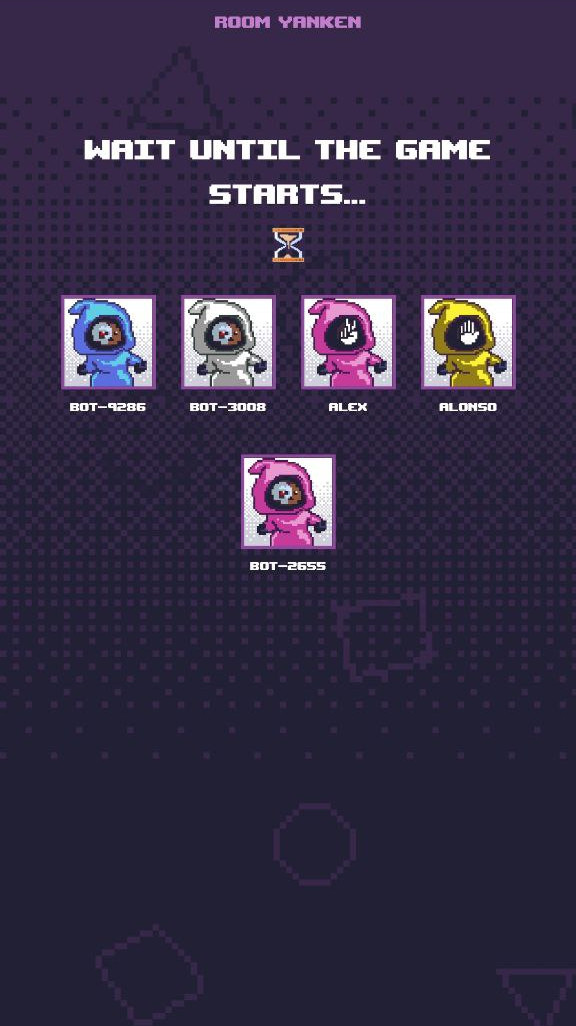 ROOM YANKEN
WAIT UNTIL THE GAME
STARTS...
BOT-9286 BOT-3008 ALEX ALONSO
BOT-2655